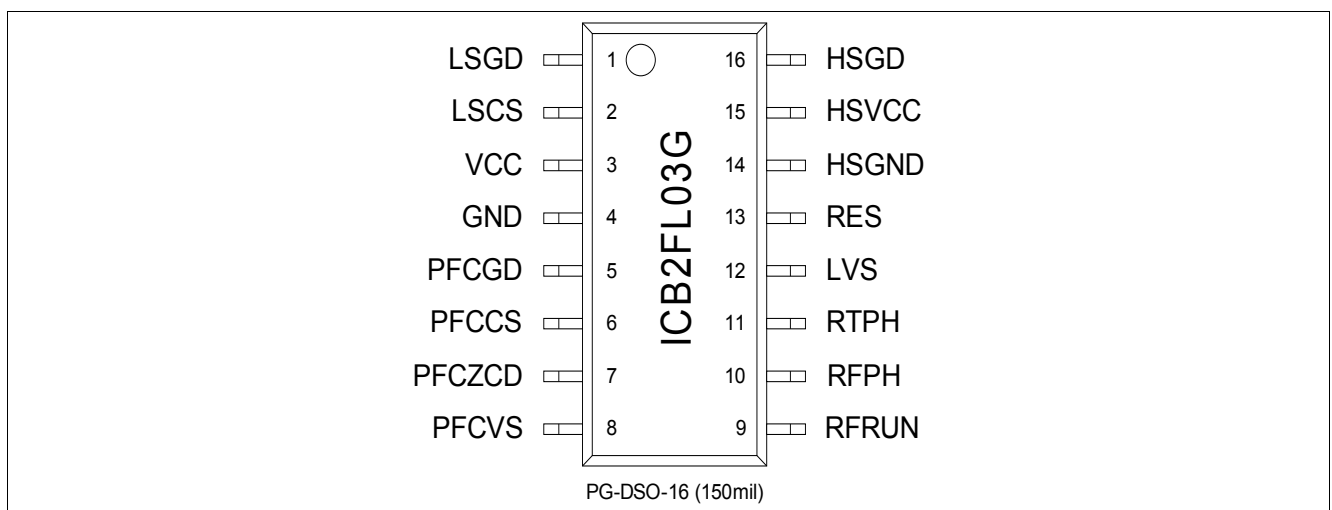 LSGD 1 16 HSGD
LSCS 2 15 HSVCC
VCC 3 14 HSGND
GND 4 13 RES
PFCGD 5 12 LVS
PFCCS 6 11 RTPH
PFCZCD 7 10 RFPH
PFCVS 8 9 RFRUN
ICB2FL03G
PG-DSO-16 (150mil)